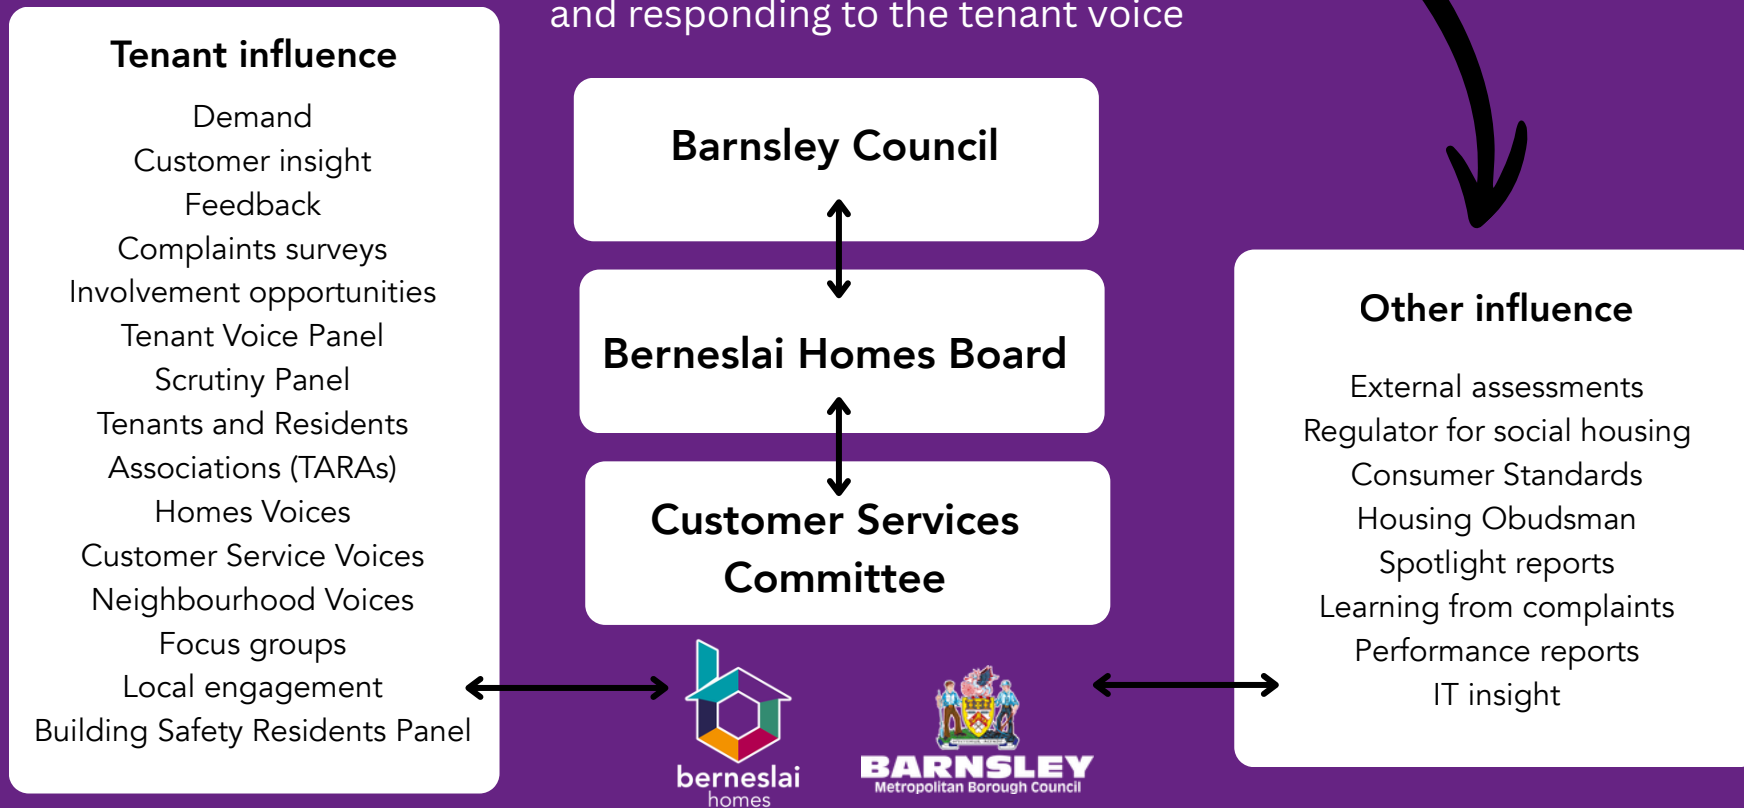 and responding to the tenant voice
Tenant influence
Demand
Customer insight
Feedback
Complaints surveys
Involvement opportunities
Tenant Voice Panel
Scrutiny Panel
Tenants and Residents
Associations (TARAs)
Homes Voices
Customer Service Voices
Neighbourhood Voices
Focus groups
Local engagement
Building Safety Residents Panel
Barnsley Council
Berneslai Homes Board
Customer Services
Committee
berneslai
homes
BARNSLEY
Metropolitan Borough Council
Other influence
External assessments
Regulator for social housing
Consumer Standards
Housing Obudsman
Spotlight reports
Learning from complaints
Performance reports
IT insight